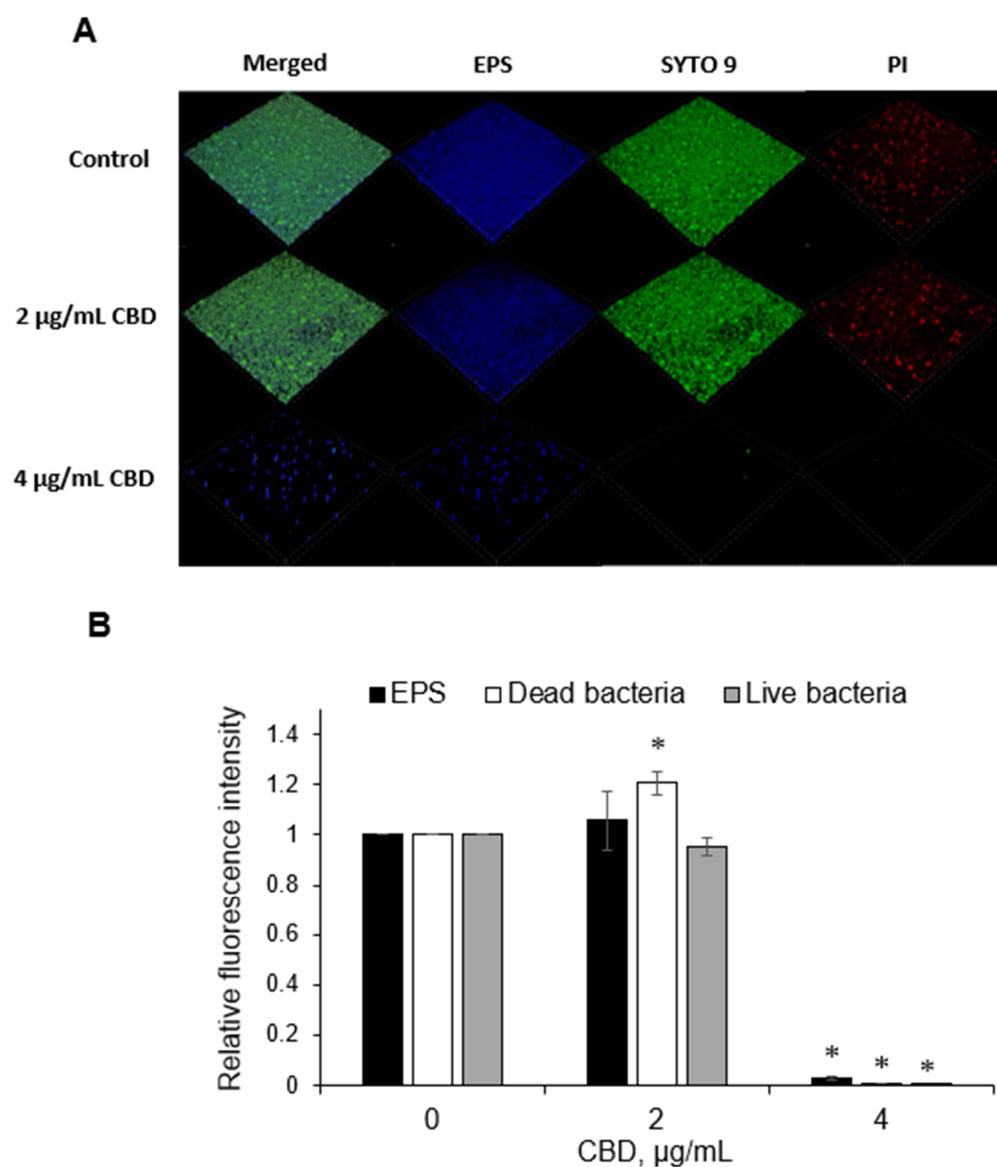 A
Merged EPS SYTO 9 PI
Control
2 µg/mL CBD
4 µg/mL CBD
B
EPS Dead bacteria Live bacteria
Relative fluorescence intensity
1.4
1.2
1
0.8
0.6
0.4
0.2
0
*
* * *
0 2 4
CBD, µg/mL